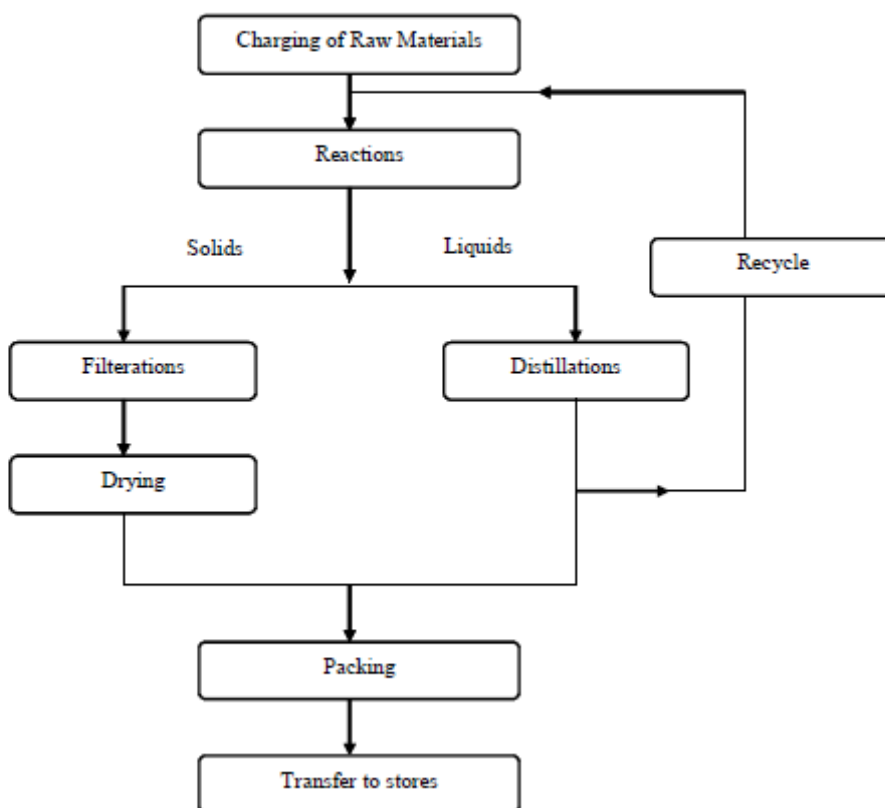 Charging of Raw Materials
Reactions
Solids
Liquids
Recycle
Filterations
Distillations
Drying
Packing
Transfer to stores